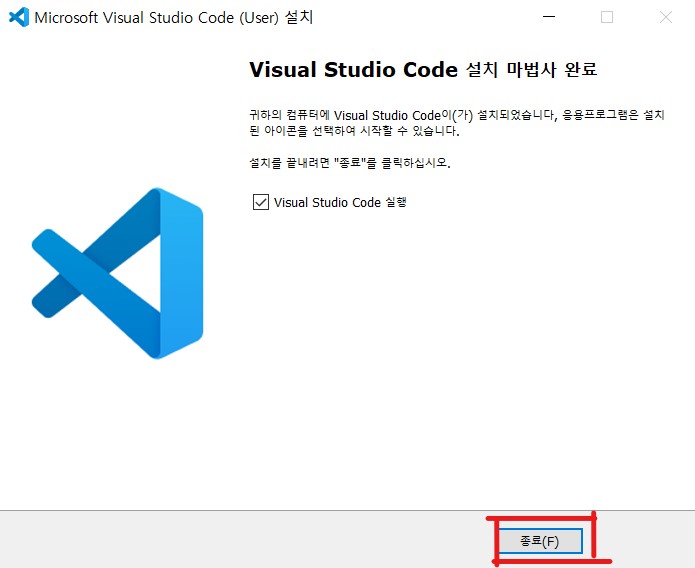 Microsoft Visual Studio Code (User) 설치
Visual Studio Code 설치 마법사 완료
귀하의 컴퓨터에 Visual Studio Code이(가) 설치되었습니다, 응용프로그램은 설치
된 아이콘을 선택하여 시작할 수 있습니다.
설치를 끝내려면 "종료"를 클릭하십시오.
Visual Studio Code 실행
종료(F)